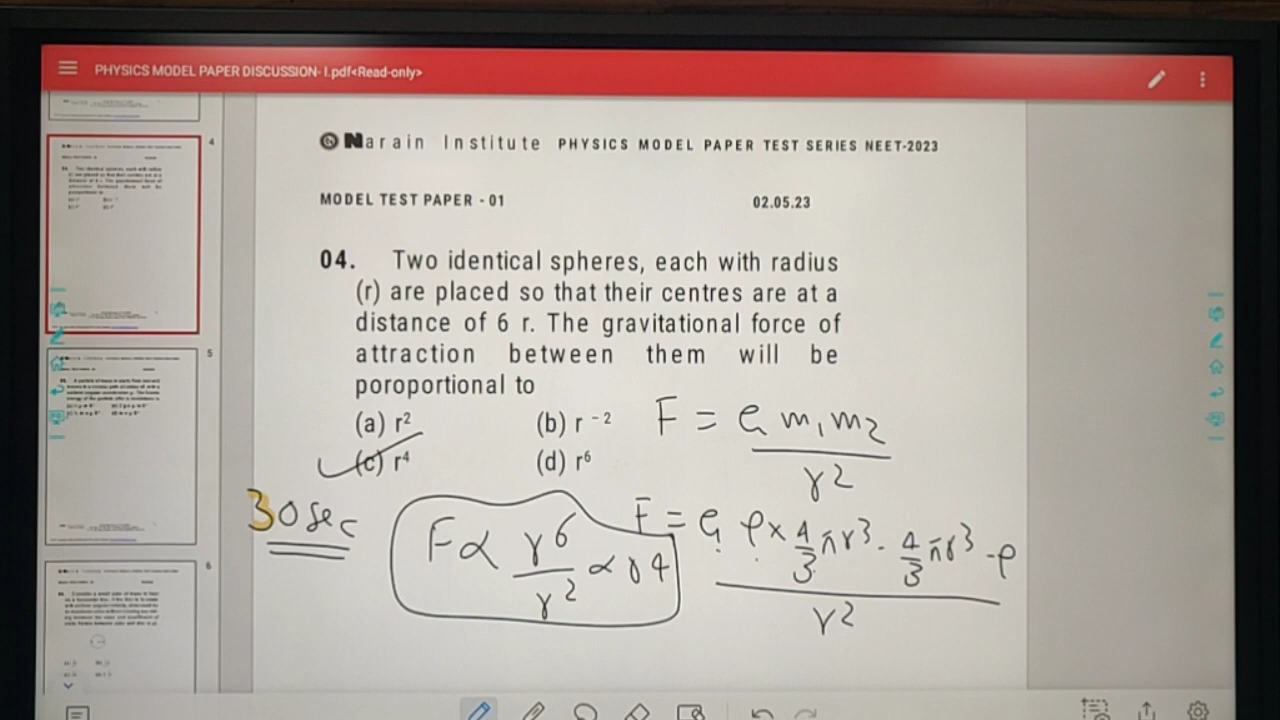 PHYSICS MODEL PAPER DISCUSSION- I.pdf<Read-only>
Narain Institute PHYSICS MODEL PAPER TEST SERIES NEET-2023
MODEL TEST PAPER - 01 02.05.23
04. Two identical spheres, each with radius
(r) are placed so that their centres are at a
distance of 6 r. The gravitational force of
attraction between them will be
poroportional to
(a) r² (b) r ⁻²
(c) r⁴ (d) r⁶
F = G m₁m₂
r²
30 sec
F ∝ r⁶/r² ∝ r⁴
F = G ρ × 4/3 πr³ · 4/3 πr³ · ρ
r²
4
5
6